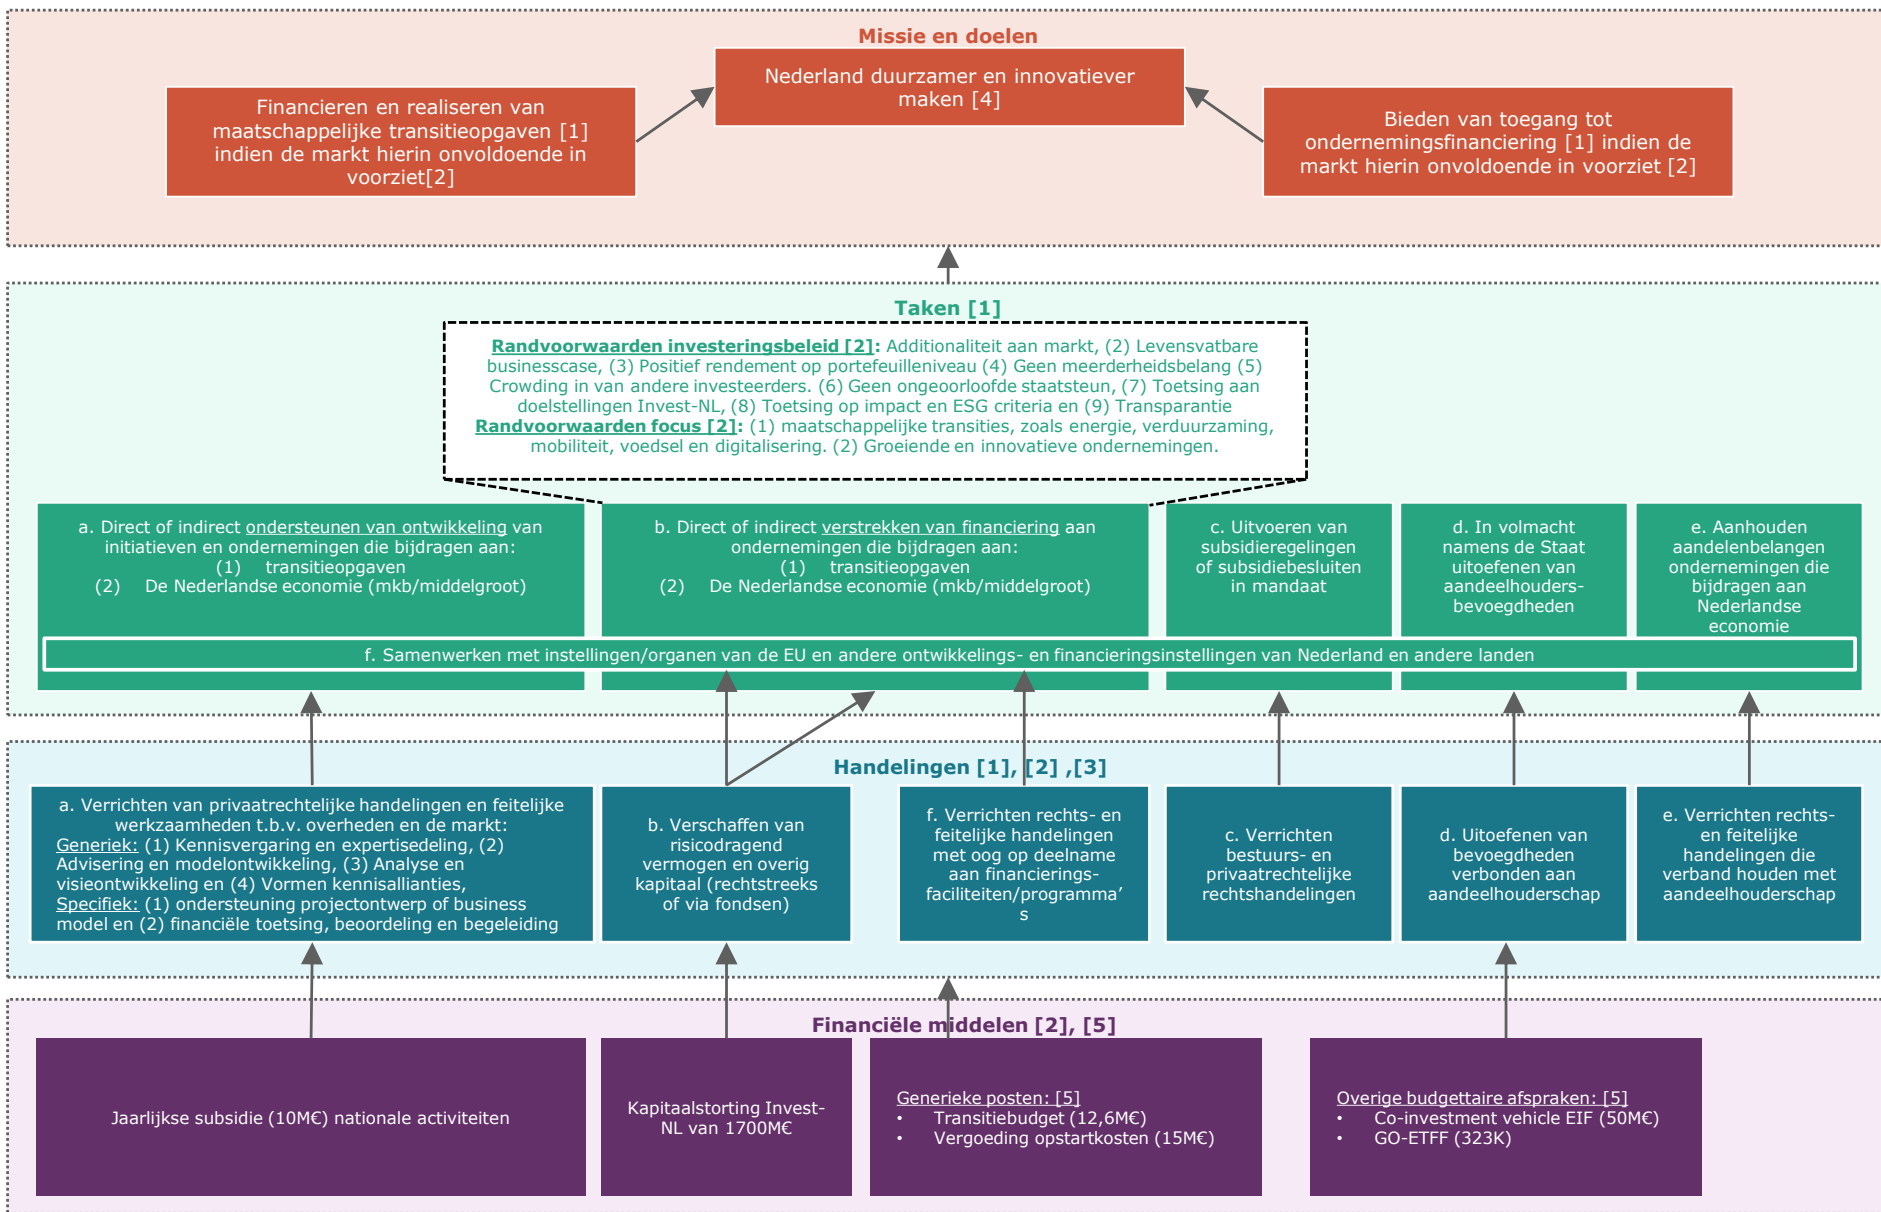 Missie en doelen
Nederland duurzamer en innovatiever
maken [4]
Financieren en realiseren van
maatschappelijke transitieopgaven [1]
indien de markt hierin onvoldoende in
voorziet[2]
Bieden van toegang tot
ondernemingsfinanciering [1] indien de
markt hierin onvoldoende in voorziet [2]
Taken [1]
Randvoorwaarden investeringsbeleid [2]: Additionaliteit aan markt, (2) Levensvatbare
businesscase, (3) Positief rendement op portefeuilleniveau (4) Geen meerderheidsbelang (5)
Crowding in van andere investeerders. (6) Geen ongeoorloofde staatsteun, (7) Toetsing aan
doelstellingen Invest-NL, (8) Toetsing op impact en ESG criteria en (9) Transparantie
Randvoorwaarden focus [2]: (1) maatschappelijke transities, zoals energie, verduurzaming,
mobiliteit, voedsel en digitalisering. (2) Groeiende en innovatieve ondernemingen.
a. Direct of indirect ondersteunen van ontwikkeling van
initiatieven en ondernemingen die bijdragen aan:
(1) transitieopgaven
(2) De Nederlandse economie (mkb/middelgroot)
b. Direct of indirect verstrekken van financiering aan
ondernemingen die bijdragen aan:
(1) transitieopgaven
(2) De Nederlandse economie (mkb/middelgroot)
c. Uitvoeren van
subsidieregelingen
of subsidiebesluiten
in mandaat
d. In volmacht
namens de Staat
uitoefenen van
aandeelhouders-
bevoegdheden
e. Aanhouden
aandelenbelangen
ondernemingen die
bijdragen aan
Nederlandse
economie
f. Samenwerken met instellingen/organen van de EU en andere ontwikkelings- en financieringsinstellingen van Nederland en andere landen
Handelingen [1], [2] ,[3]
a. Verrichten van privaatrechtelijke handelingen en feitelijke
werkzaamheden t.b.v. overheden en de markt:
Generiek: (1) Kennisvergaring en expertisedeling, (2)
Advisering en modelontwikkeling, (3) Analyse en
visieontwikkeling en (4) Vormen kennisallianties,
Specifiek: (1) ondersteuning projectontwerp of business
model en (2) financiële toetsing, beoordeling en begeleiding
b. Verschaffen van
risicodragend
vermogen en overig
kapitaal (rechtstreeks
of via fondsen)
f. Verrichten rechts- en
feitelijke handelingen
met oog op deelname
aan financierings-
faciliteiten/programma’
s
c. Verrichten
bestuurs- en
privaatrechtelijke
rechtshandelingen
d. Uitoefenen van
bevoegdheden
verbonden aan
aandeelhouderschap
e. Verrichten rechts-
en feitelijke
handelingen die
verband houden met
aandeelhouderschap
Financiële middelen [2], [5]
Jaarlijkse subsidie (10M€) nationale activiteiten
Kapitaalstorting Invest-
NL van 1700M€
Generieke posten: [5]
• Transitiebudget (12,6M€)
• Vergoeding opstartkosten (15M€)
Overige budgettaire afspraken: [5]
• Co-investment vehicle EIF (50M€)
• GO-ETFF (323K)